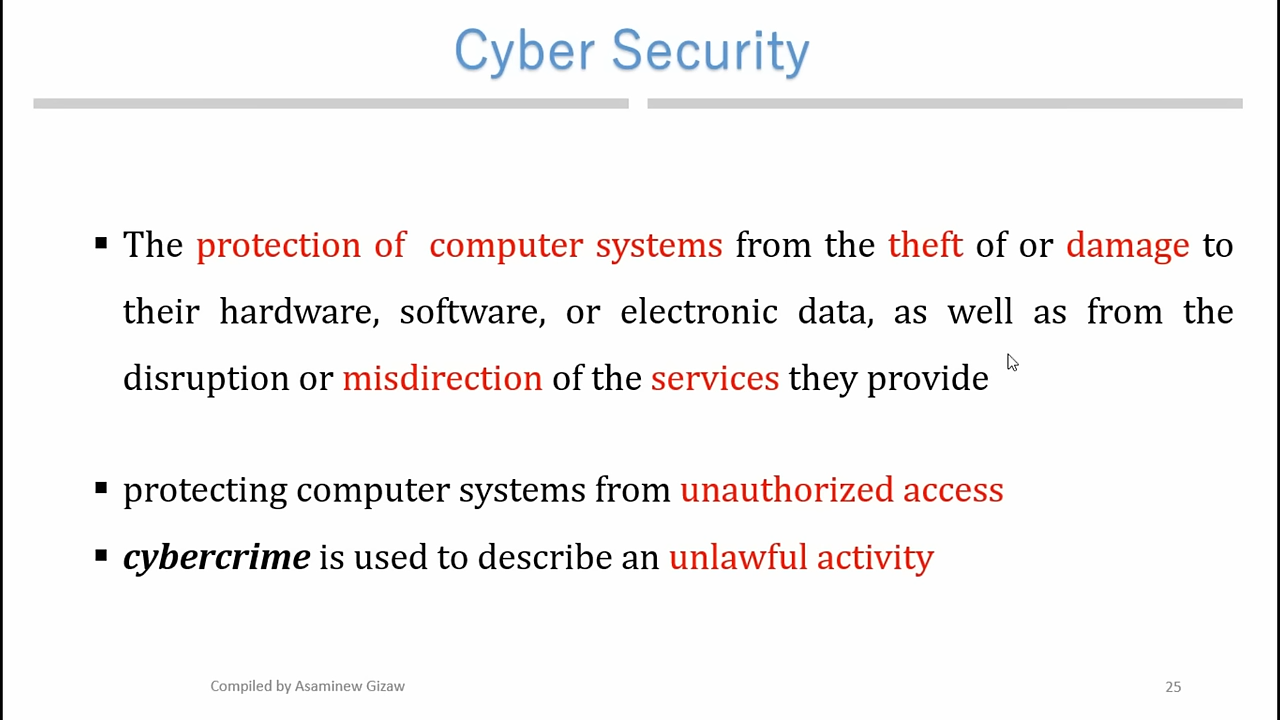 Cyber Security
▪ The protection of computer systems from the theft of or damage to
their hardware, software, or electronic data, as well as from the
disruption or misdirection of the services they provide
▪ protecting computer systems from unauthorized access
▪ cybercrime is used to describe an unlawful activity
Compiled by Asaminew Gizaw
25